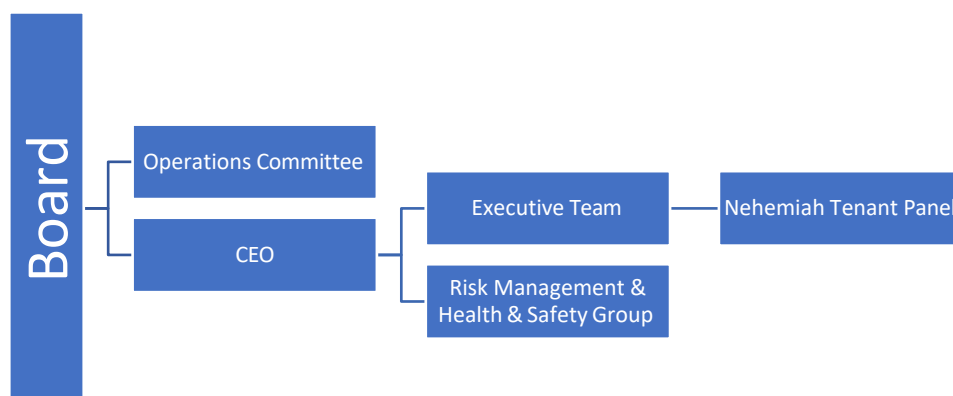 Board
Operations Committee
CEO
Executive Team
Risk Management &
Health & Safety Group
Nehemiah Tenant Panel